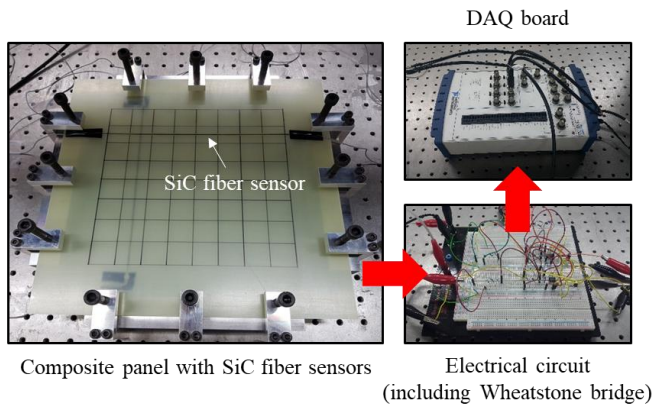 DAQ board
SiC fiber sensor
Composite panel with SiC fiber sensors
Electrical circuit
(including Wheatstone bridge)